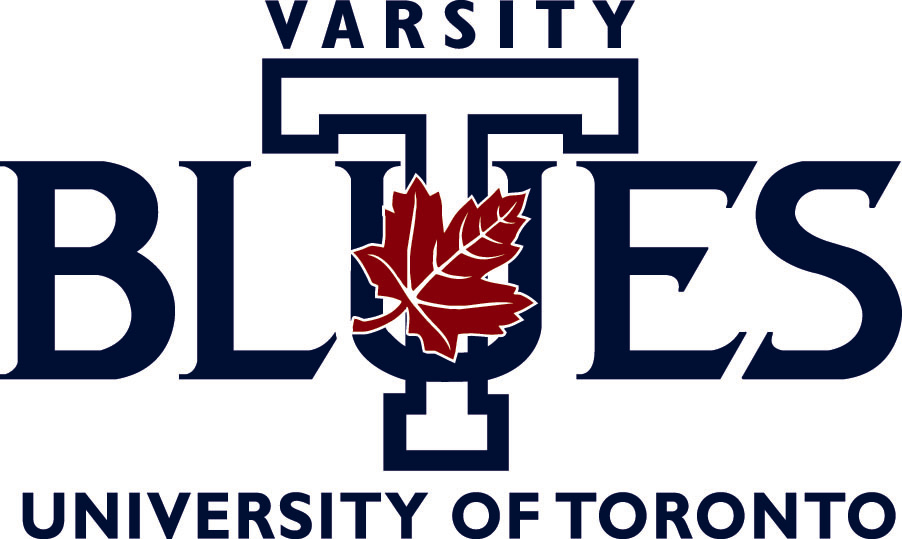 VARSITY
T
BLUES
UNIVERSITY OF TORONTO